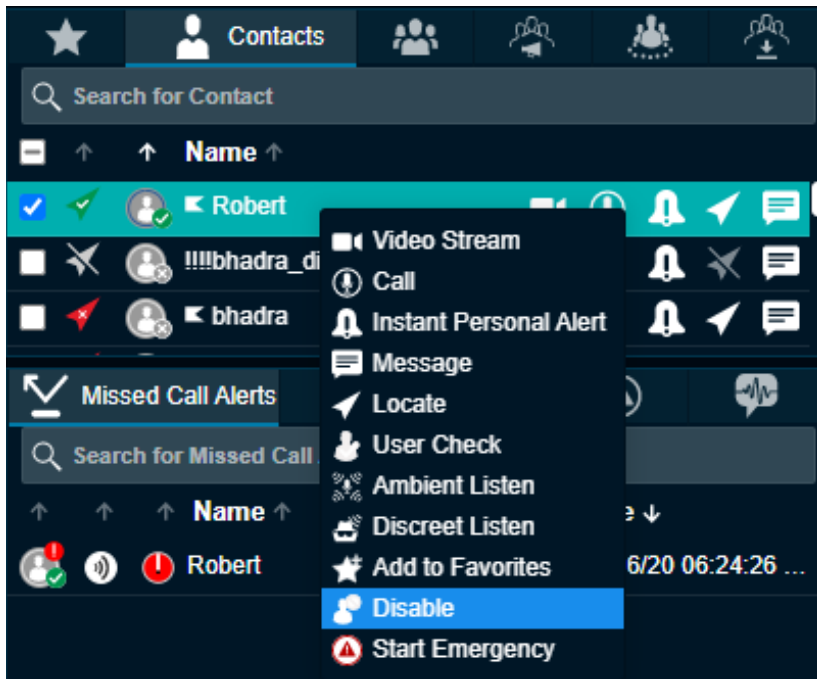 Contacts
Search for Contact
Name
Robert
!!!!bhadra_di
bhadra
Video Stream
Call
Instant Personal Alert
Message
Locate
User Check
Ambient Listen
Discreet Listen
Add to Favorites
Disable
Start Emergency
Missed Call Alerts
Search for Missed Call
Name
e
Robert
6/20 06:24:26 ...